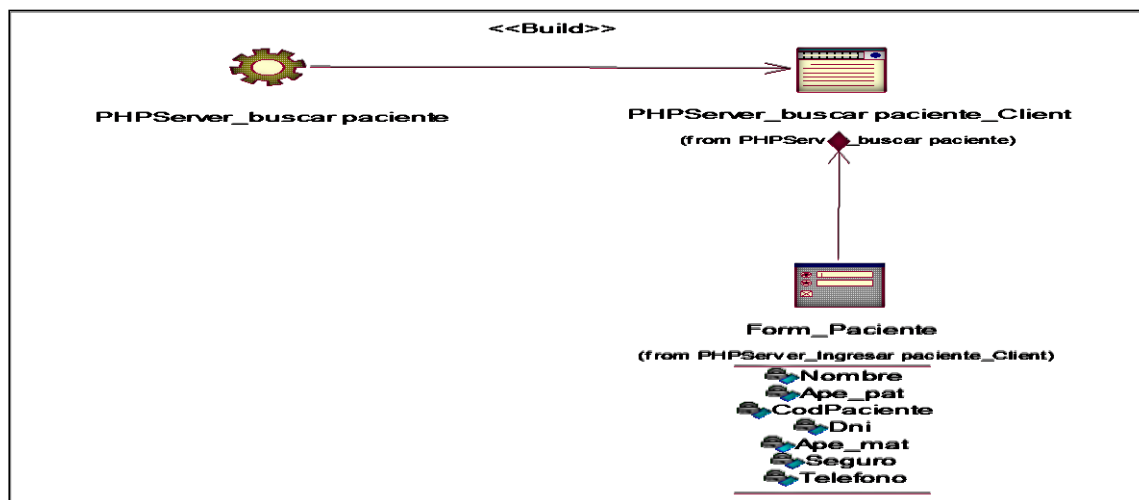 <<Build>>
PHPServer_buscar paciente
PHPServer_buscar paciente_Client
(from PHPServer_buscar paciente)
Form_Paciente
(from PHPServer_Ingresar paciente_Client)
Nombre
Ape_pat
CodPaciente
Dni
Ape_mat
Seguro
Telefono